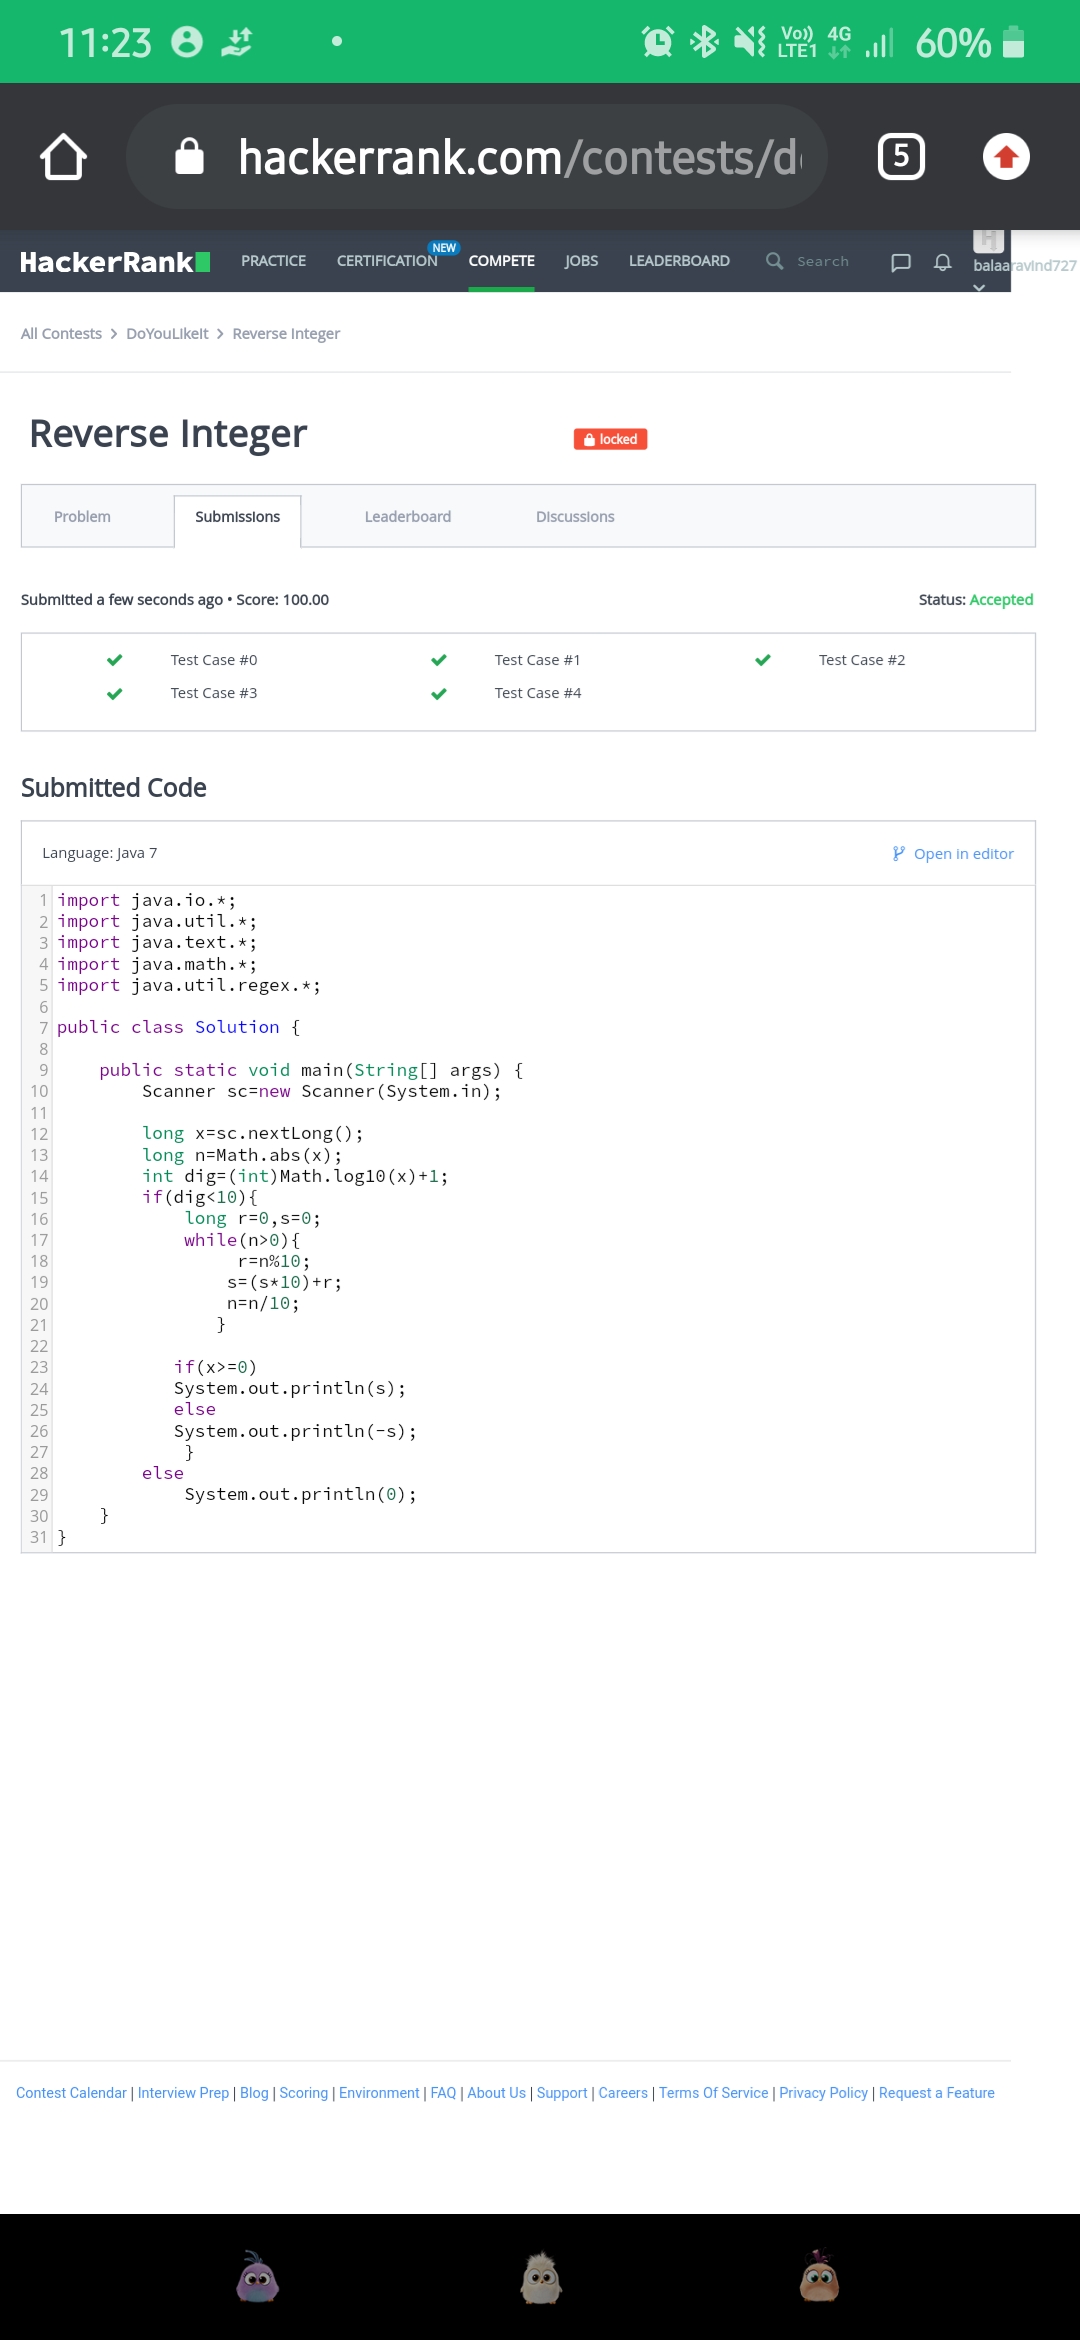 11:23
Vo)) LTE1 4G 60%
hackerrank.com/contests/d
5
HackerRank PRACTICE CERTIFICATION NEW COMPETE JOBS LEADERBOARD Search balaaravind727
All Contests > DoYouLikeIt > Reverse Integer
Reverse Integer locked
Problem Submissions Leaderboard Discussions
Submitted a few seconds ago • Score: 100.00 Status: Accepted
Test Case #0 Test Case #1 Test Case #2
Test Case #3 Test Case #4
Submitted Code
Language: Java 7 Open in editor
1 import java.io.*;
2 import java.util.*;
3 import java.text.*;
4 import java.math.*;
5 import java.util.regex.*;
6
7 public class Solution {
8
9 public static void main(String[] args) {
10 Scanner sc=new Scanner(System.in);
11
12 long x=sc.nextLong();
13 long n=Math.abs(x);
14 int dig=(int)Math.log10(x)+1;
15 if(dig<10){
16 long r=0,s=0;
17 while(n>0){
18 r=n%10;
19 s=(s*10)+r;
20 n=n/10;
21 }
22
23 if(x>=0)
24 System.out.println(s);
25 else
26 System.out.println(-s);
27 }
28 else
29 System.out.println(0);
30 }
31 }
Contest Calendar | Interview Prep | Blog | Scoring | Environment | FAQ | About Us | Support | Careers | Terms Of Service | Privacy Policy | Request a Feature